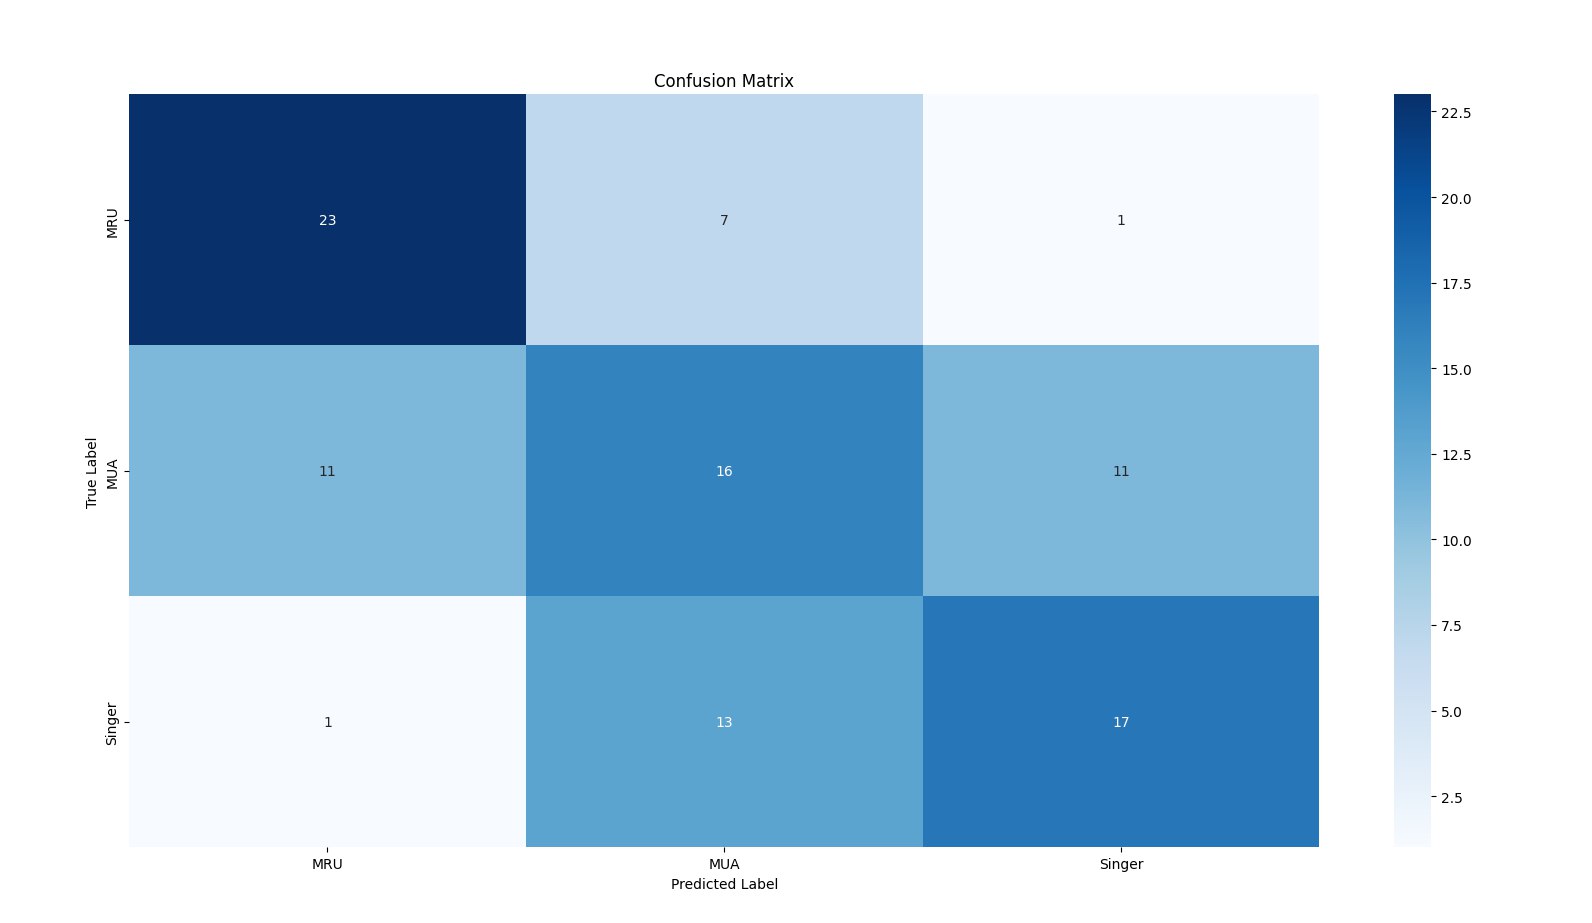 Confusion Matrix
MRU
23
7
1
True Label
MUA
11
16
11
Singer
1
13
17
MRU
MUA
Singer
Predicted Label
22.5
20.0
17.5
15.0
12.5
10.0
7.5
5.0
2.5